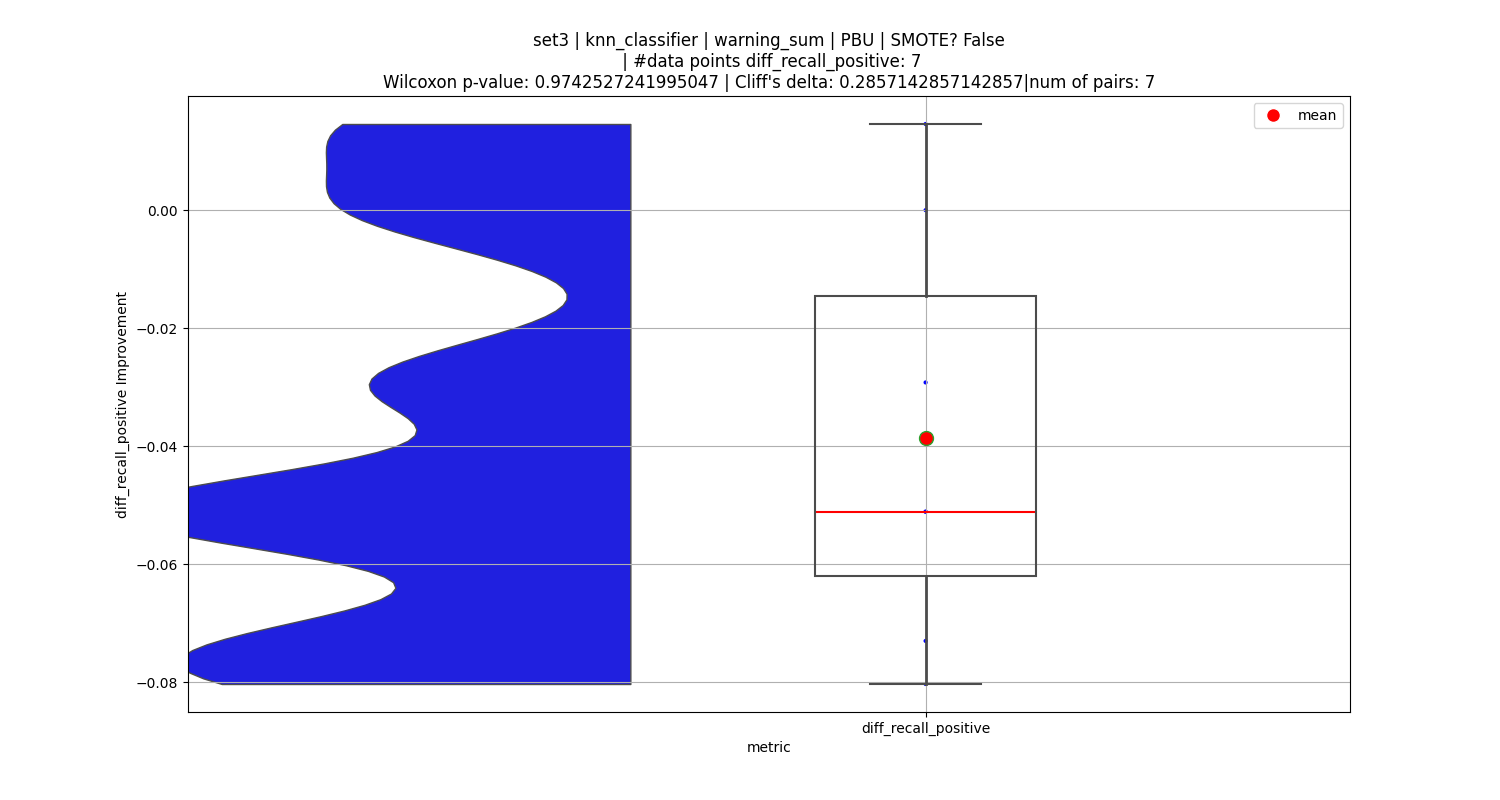 set3 | knn_classifier | warning_sum | PBU | SMOTE? False
| #data points diff_recall_positive: 7
Wilcoxon p-value: 0.9742527241995047 | Cliff's delta: 0.2857142857142857|num of pairs: 7
mean
0.00
−0.02
−0.04
−0.06
−0.08
diff_recall_positive Improvement
diff_recall_positive
metric